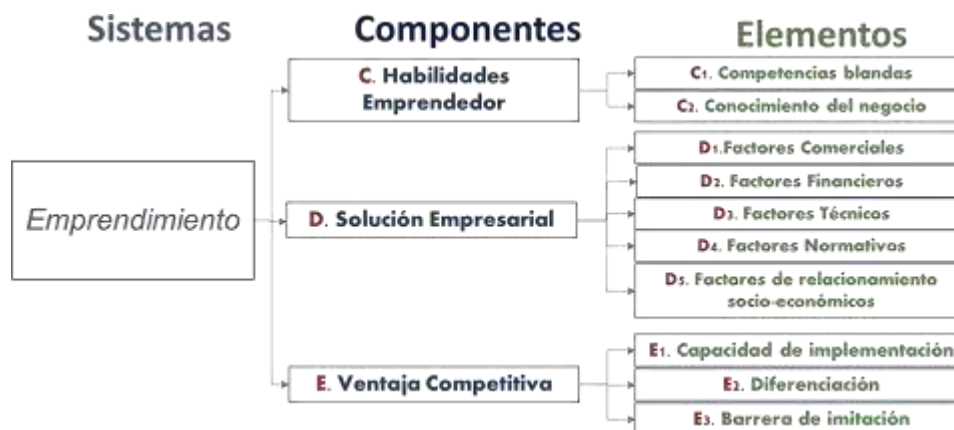 Sistemas
Componentes
Elementos
Emprendimiento
C. Habilidades
Emprendedor
C1. Competencias blandas
C2. Conocimiento del negocio
D. Solución Empresarial
D1.Factores Comerciales
D2. Factores Financieros
D3. Factores Técnicos
D4. Factores Normativos
D5. Factores de relacionamiento
socio-económicos
E. Ventaja Competitiva
E1. Capacidad de implementación
E2. Diferenciación
E3. Barrera de imitación